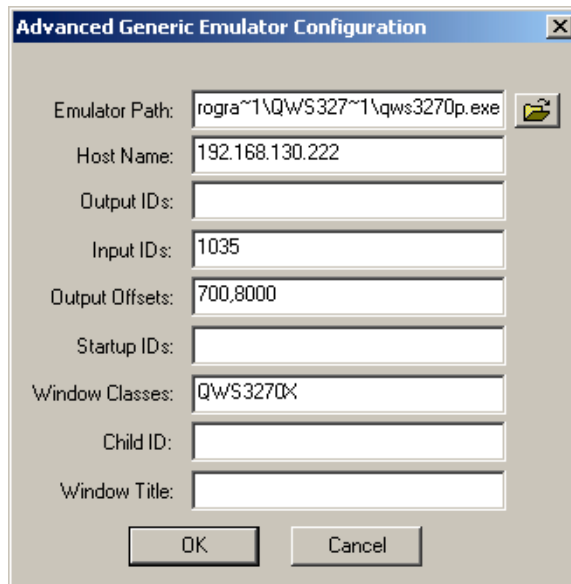 Advanced Generic Emulator Configuration
Emulator Path: rogra~1\QWS327~1\qws3270p.exe
Host Name: 192.168.130.222
Output IDs:
Input IDs: 1035
Output Offsets: 700,8000
Startup IDs:
Window Classes: QWS3270X
Child ID:
Window Title:
OK Cancel